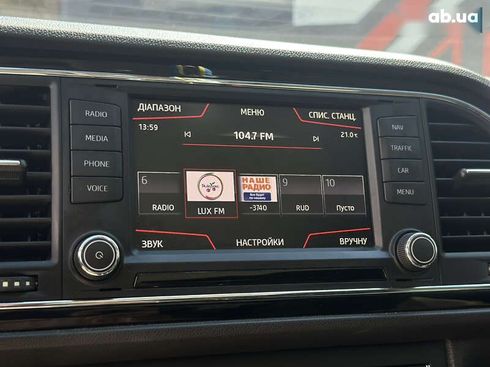 ab.ua
RADIO
MEDIA
PHONE
VOICE
ДІАПАЗОН
МЕНЮ
СПИС. СТАНЦ.
13:59
104.7 FM
21.0
6
RADIO
LUX FM
НАШЕ
РАДИО
-3740
9
RUD
10
Пусто
ЗВУК
НАСТРОЙКИ
ВРУЧНУ
NAV
TRAFFIC
CAR
MENU